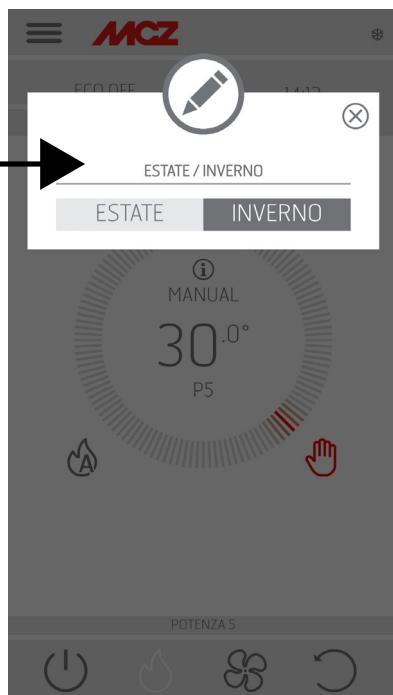 MCZ
ECO OFF 14:12
ESTATE / INVERNO
ESTATE INVERNO
MANUAL
30.0°
P5
A
POTENZA 5